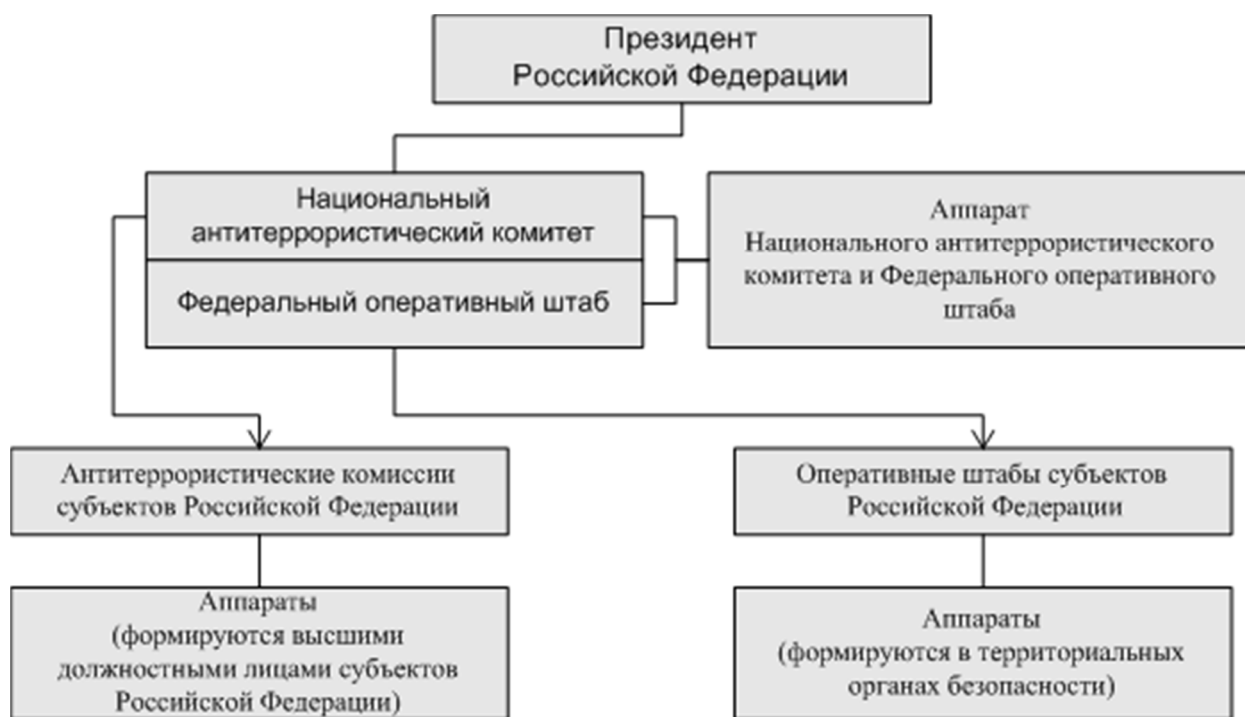 Президент
Российской Федерации
Национальный
антитеррористический комитет
Федеральный оперативный штаб
Аппарат
Национального антитеррористического
комитета и Федерального оперативного
штаба
Антитеррористические комиссии
субъектов Российской Федерации
Оперативные штабы субъектов
Российской Федерации
Аппараты
(формируются высшими
должностными лицами субъектов
Российской Федерации)
Аппараты
(формируются в территориальных
органах безопасности)